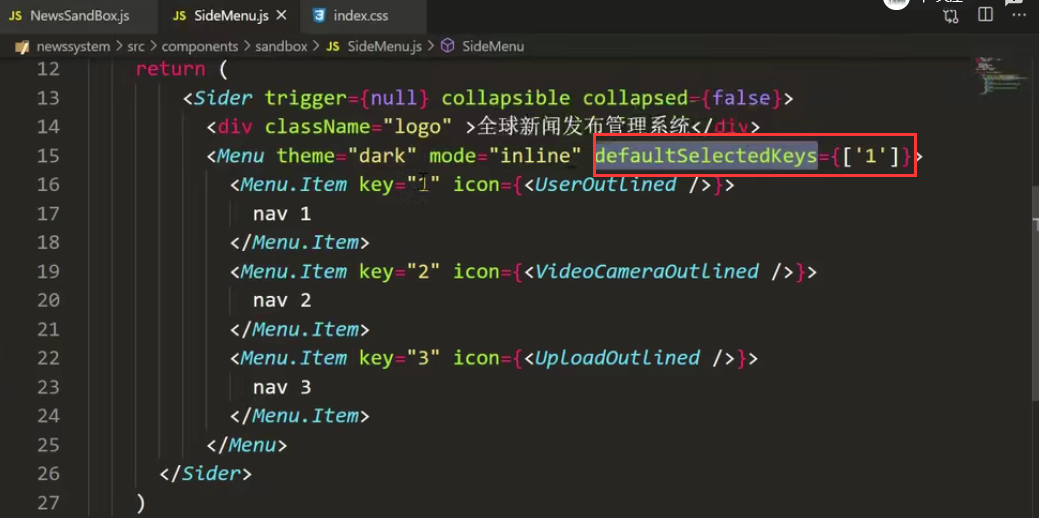 JS NewsSandBox.js JS SideMenu.js × index.css ···
newssystem > src > components > sandbox > JS SideMenu.js > SideMenu
12 return (
13 <Sider trigger={null} collapsible collapsed={false}>
14 <div className="logo" >全球新闻发布管理系统</div>
15 <Menu theme="dark" mode="inline" defaultSelectedKeys={['1']}>
16 <Menu.Item key="1" icon={<UserOutlined />}>
17 nav 1
18 </Menu.Item>
19 <Menu.Item key="2" icon={<VideoCameraOutlined />}>
20 nav 2
21 </Menu.Item>
22 <Menu.Item key="3" icon={<UploadOutlined />}>
23 nav 3
24 </Menu.Item>
25 </Menu>
26 </Sider>
27 )